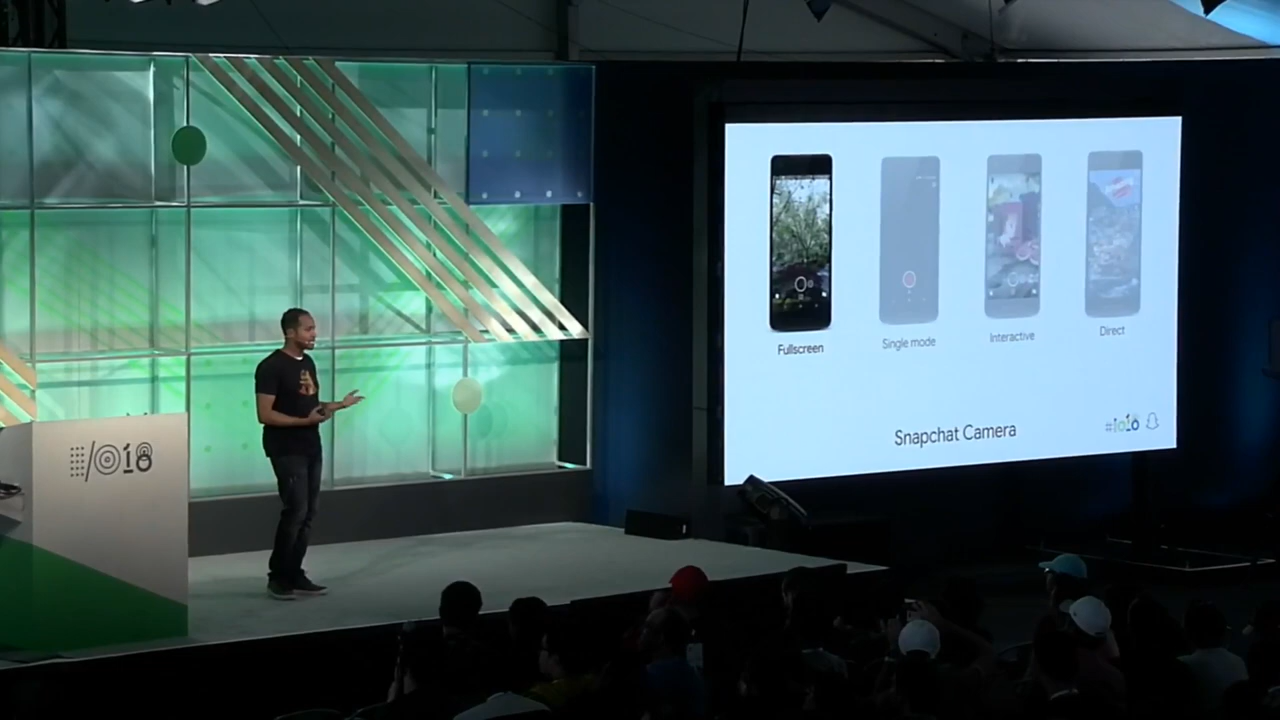 I/O18
Fullscreen
Single mode
Interactive
Direct
Snapchat Camera
#io18